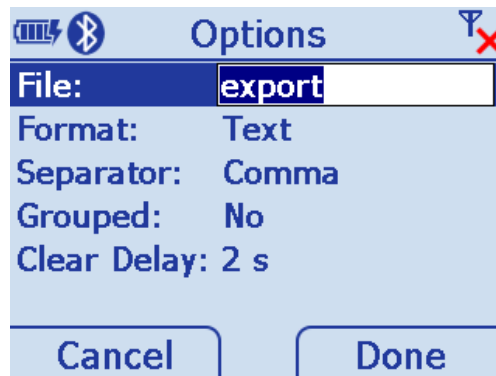 Options
File: export
Format: Text
Separator: Comma
Grouped: No
Clear Delay: 2 s
Cancel Done